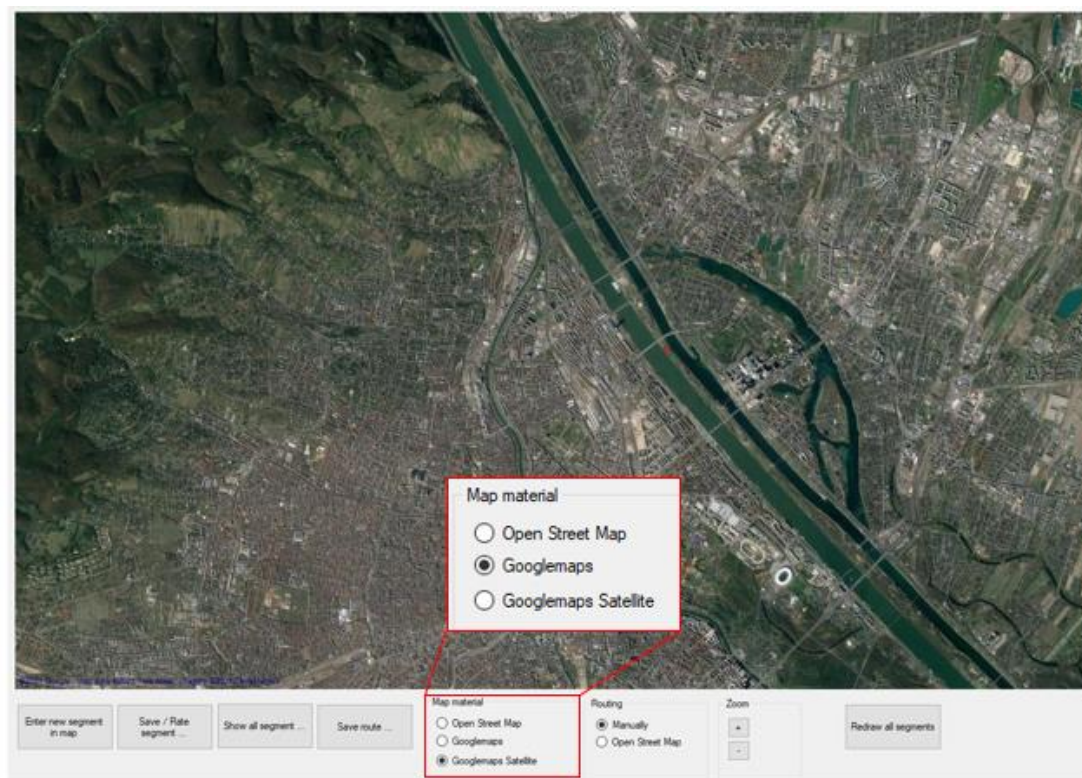 Map material
Open Street Map
Googlemaps
Googlemaps Satellite
Enter new segment
in map
Save / Rate
segment ...
Show all segment ...
Save route ...
Map material
Open Street Map
Googlemaps
Googlemaps Satellite
Routing
Manually
Open Street Map
Zoom
+
-
Redraw all segments